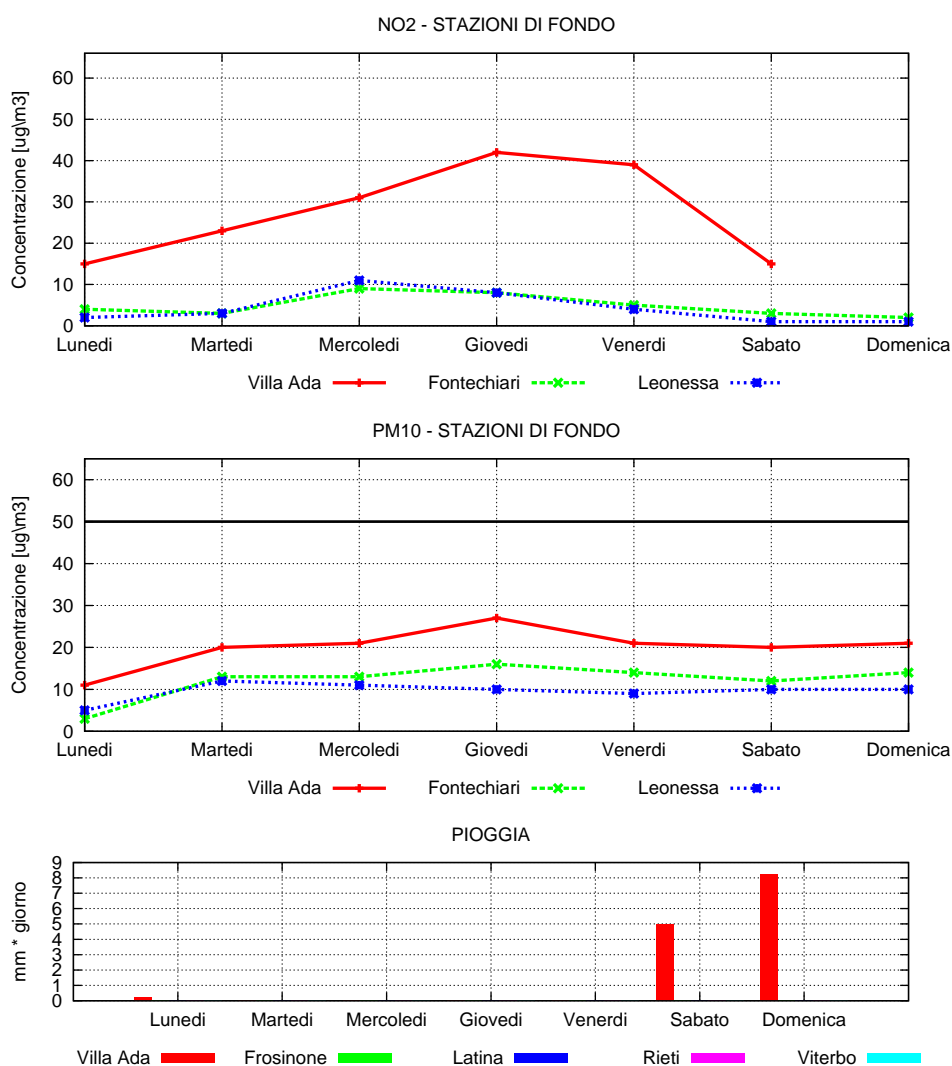 NO2 - STAZIONI DI FONDO
Concentrazione [ug\m3]
60
50
40
30
20
10
0
Lunedi Martedi Mercoledi Giovedi Venerdi Sabato Domenica
Villa Ada Fontechiari Leonessa
PM10 - STAZIONI DI FONDO
Concentrazione [ug\m3]
60
50
40
30
20
10
0
Lunedi Martedi Mercoledi Giovedi Venerdi Sabato Domenica
Villa Ada Fontechiari Leonessa
PIOGGIA
mm * giorno
9
8
7
6
5
4
3
2
1
0
Lunedi Martedi Mercoledi Giovedi Venerdi Sabato Domenica
Villa Ada Frosinone Latina Rieti Viterbo